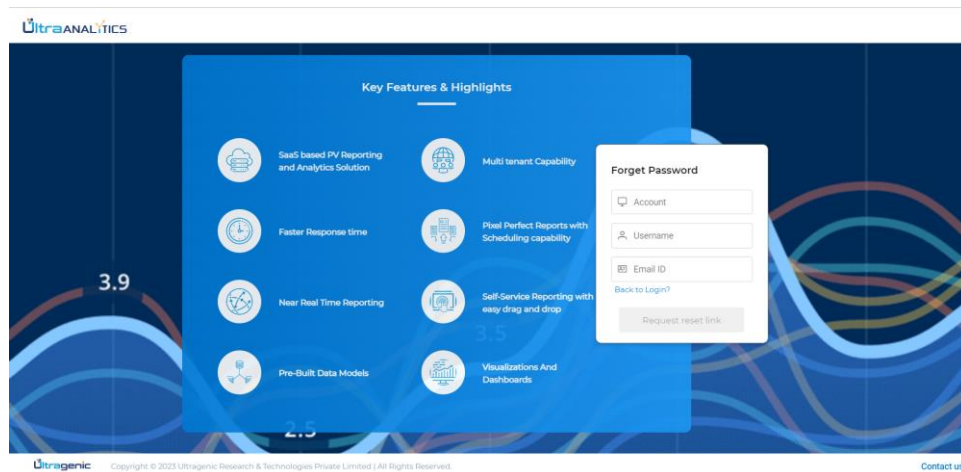 UltraANALYTICS
Key Features & Highlights
SaaS based PV Reporting
and Analytics Solution
Multi tenant Capability
Faster Response time
Pixel Perfect Reports with
Scheduling capability
Near Real Time Reporting
Self-Service Reporting with
easy drag and drop
Pre-Built Data Models
Visualizations And
Dashboards
Forget Password
Account
Username
Email ID
Back to Login?
Request reset link
3.9
3.5
2.5
Ultragenic
Copyright © 2023 Ultragenic Research & Technologies Private Limited | All Rights Reserved.
Contact us